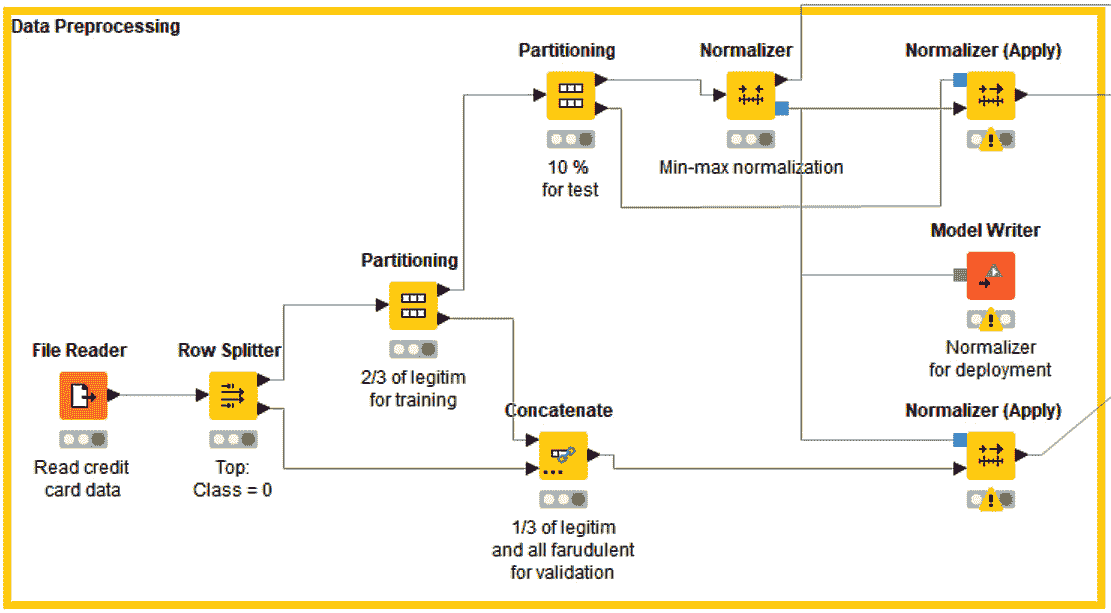 Data Preprocessing
Partitioning
Normalizer
Normalizer (Apply)
10 %
for test
Min-max normalization
Model Writer
Partitioning
File Reader
Row Splitter
Normalizer
for deployment
2/3 of legitim
for training
Concatenate
Normalizer (Apply)
Read credit
card data
Top:
Class = 0
1/3 of legitim
and all farudulent
for validation